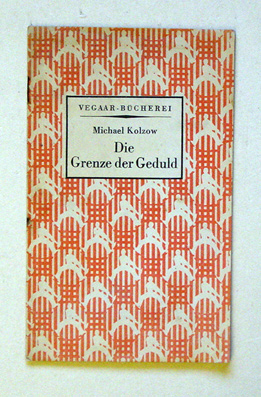 VEGAAR-BÜCHEREI
Michael Kolzow
Die
Grenze der Geduld